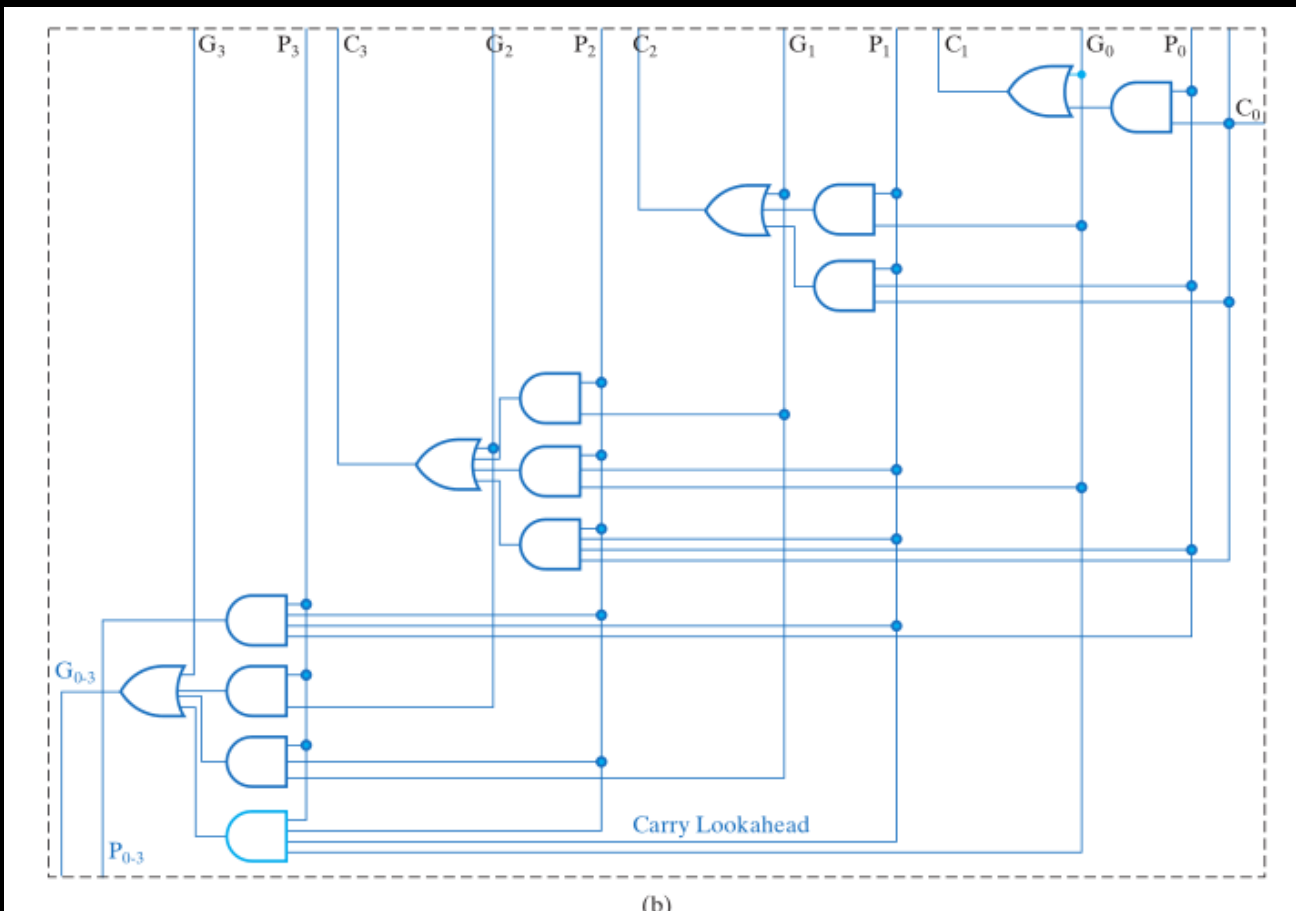 G₃ P₃ C₃ G₂ P₂ C₂ G₁ P₁ C₁ G₀ P₀
C₀
G₀₋₃
Carry Lookahead
P₀₋₃
(b)